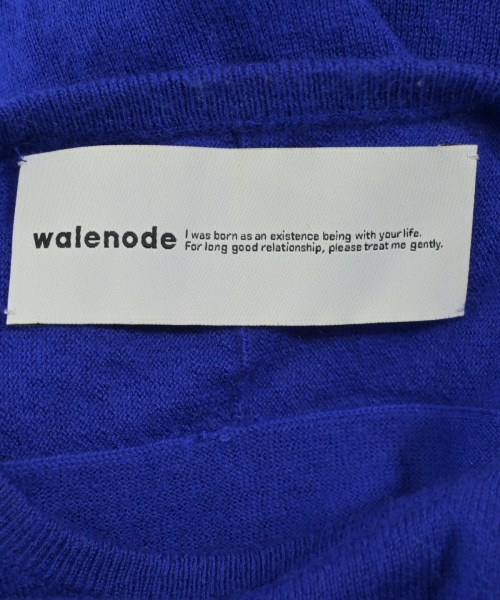 walenode
I was born as an existence being with your life.
For long good relationship, please treat me gently.